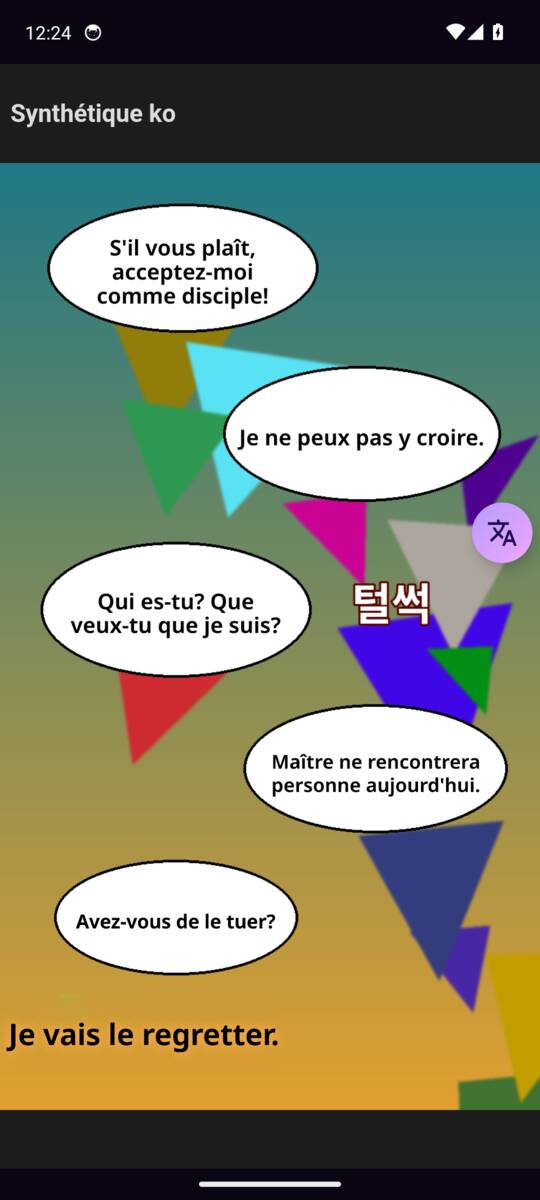 12:24
Synthétique ko
S'il vous plaît,
acceptez-moi
comme disciple!
Je ne peux pas y croire.
털썩
Qui es-tu? Que
veux-tu que je suis?
Maître ne rencontrera
personne aujourd'hui.
Avez-vous de le tuer?
Je vais le regretter.